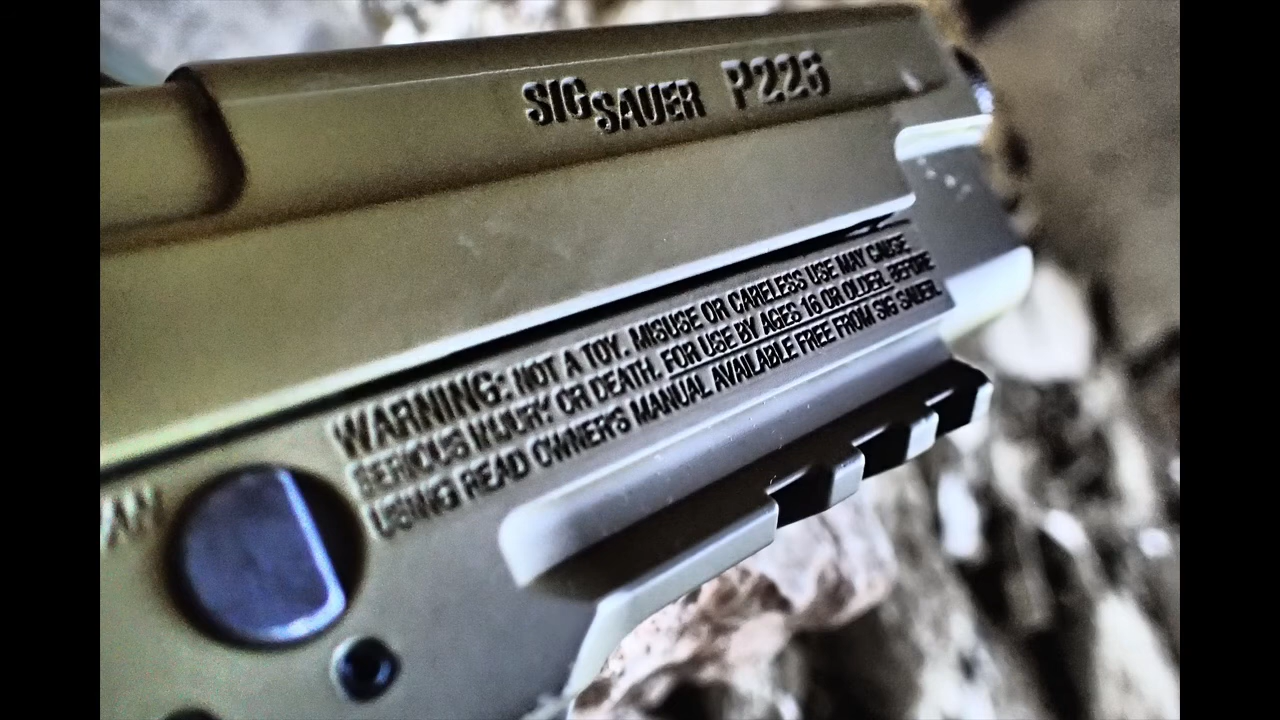 SIG SAUER P226
WARNING: NOT A TOY. MISUSE OR CARELESS USE MAY CAUSE
SERIOUS INJURY OR DEATH. FOR USE BY AGES 16 OR OLDER. BEFORE
USING READ OWNER'S MANUAL AVAILABLE FREE FROM SIG SAUER.